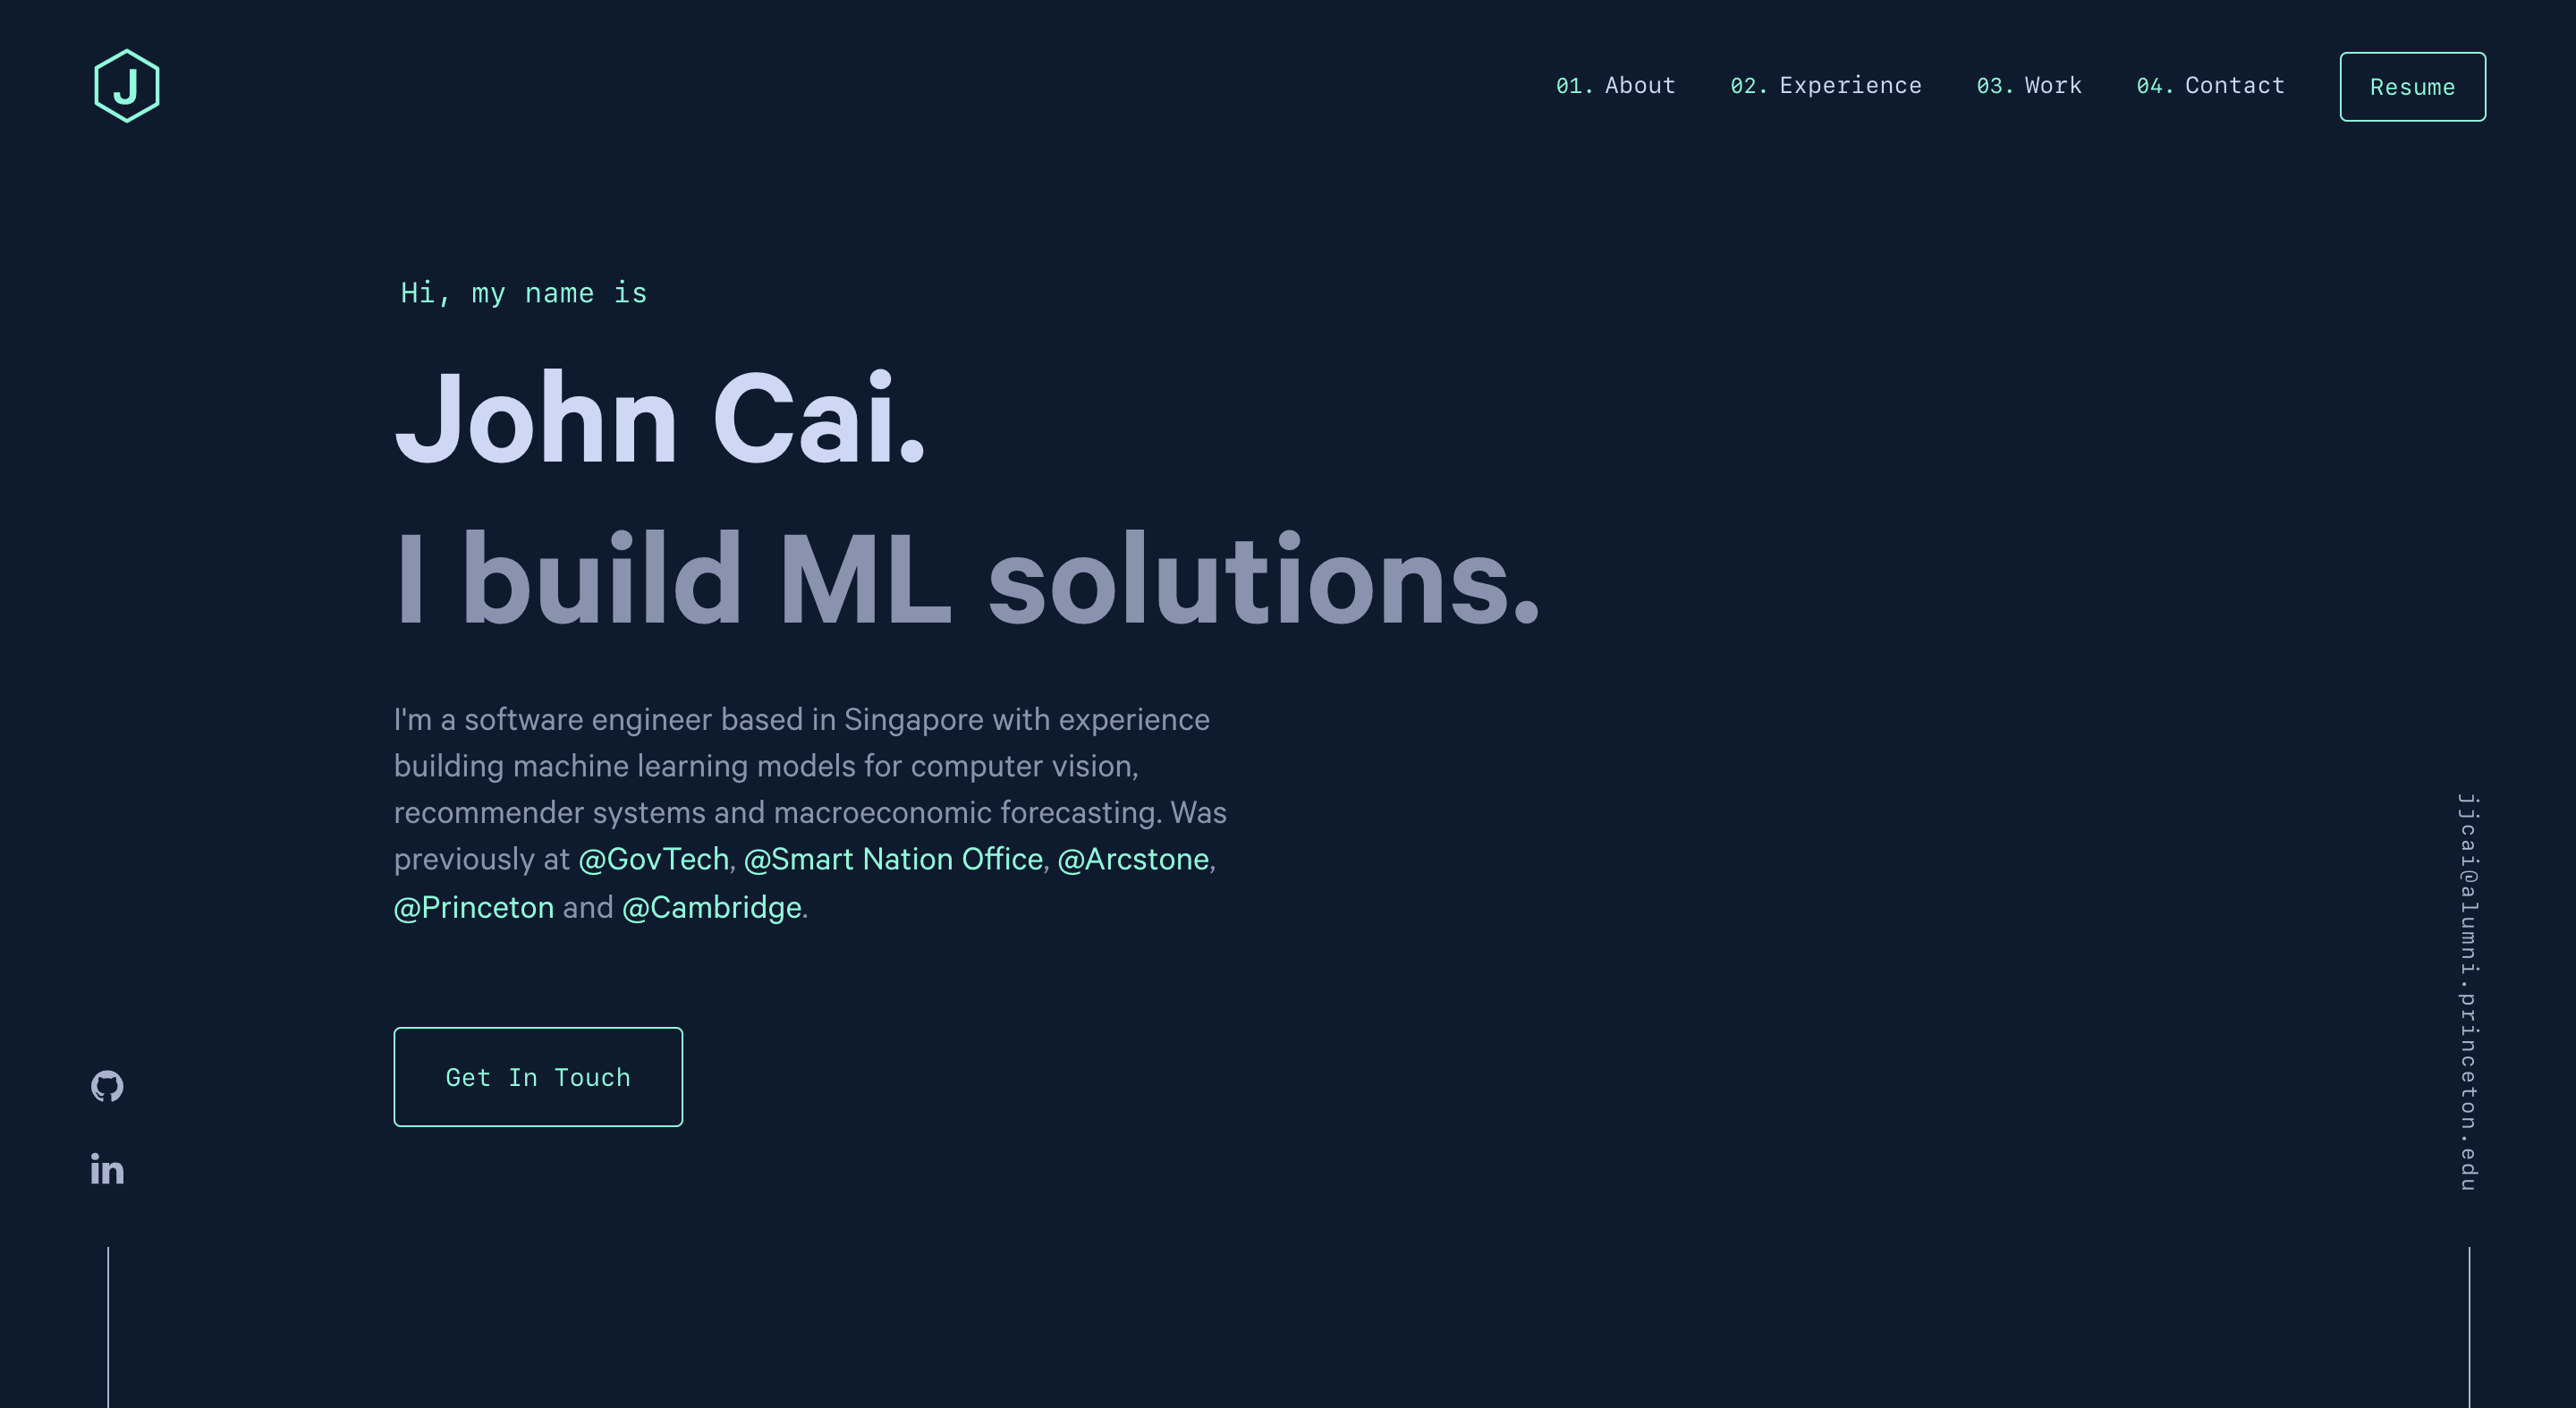 J
01. About 02. Experience 03. Work 04. Contact Resume
Hi, my name is
John Cai.
I build ML solutions.
I'm a software engineer based in Singapore with experience
building machine learning models for computer vision,
recommender systems and macroeconomic forecasting. Was
previously at @GovTech, @Smart Nation Office, @Arcstone,
@Princeton and @Cambridge.
Get In Touch
in
jjcai@alumni.princeton.edu